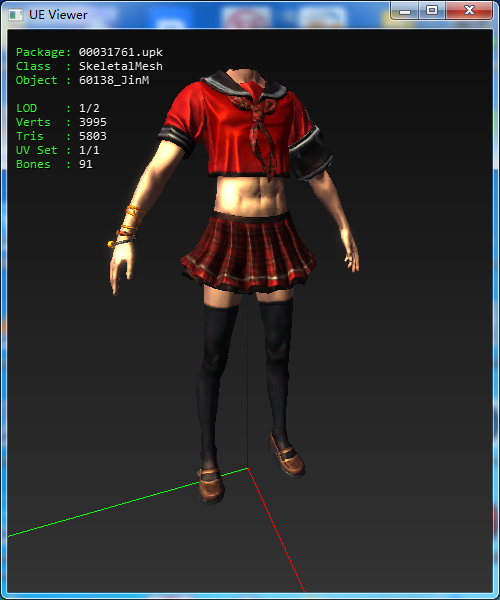 UE Viewer
Package: 00031761.upk
Class : SkeletalMesh
Object : 60138_JinM
LOD : 1/2
Verts : 3995
Tris : 5803
UV Set : 1/1
Bones : 91